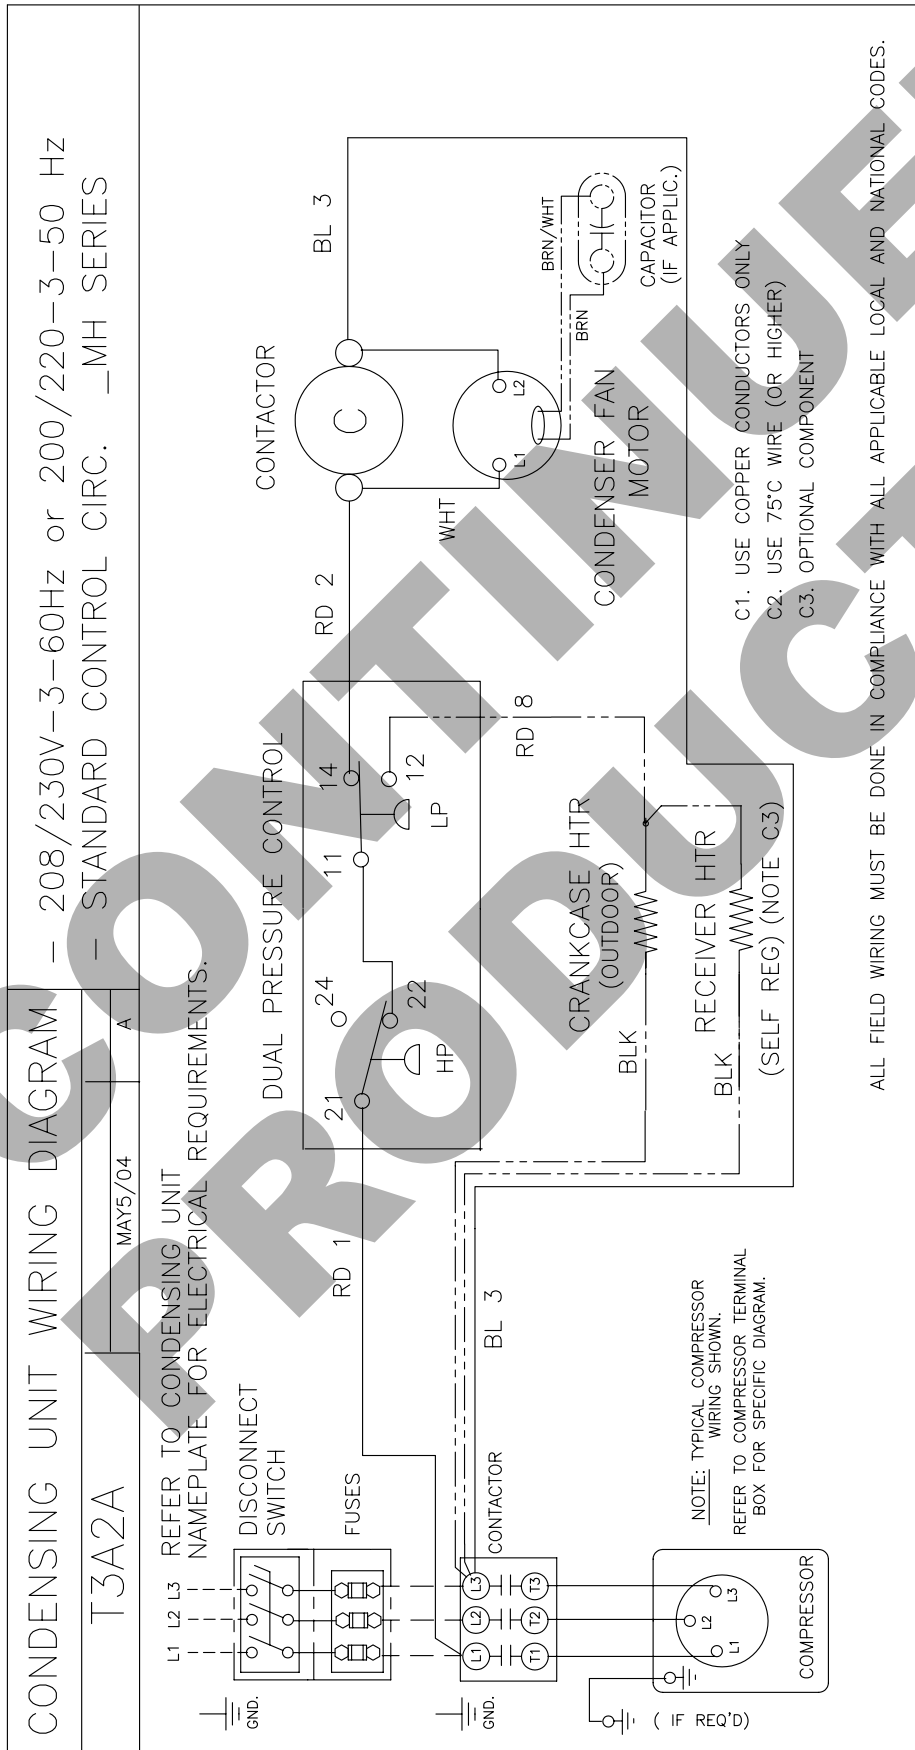 CONDENSING UNIT WIRING DIAGRAM
– 208/230V–3–60Hz or 200/220–3–50 Hz
– STANDARD CONTROL CIRC. _MH SERIES
T3A2A
MAY5/04
A
REFER TO CONDENSING UNIT
NAMEPLATE FOR ELECTRICAL REQUIREMENTS.
L1 L2 L3
DISCONNECT
SWITCH
FUSES
GND.
GND.
CONTACTOR
L1
L2
L3
T1
T2
T3
COMPRESSOR
L1
L2
L3
( IF REQ'D)
NOTE: TYPICAL COMPRESSOR
WIRING SHOWN.
REFER TO COMPRESSOR TERMINAL
BOX FOR SPECIFIC DIAGRAM.
RD 1
BL 3
DUAL PRESSURE CONTROL
21
24
22
HP
11
14
12
LP
RD 2
RD 8
BLK
CRANKCASE HTR
(OUTDOOR)
BLK
RECEIVER HTR
(SELF REG) (NOTE C3)
CONTACTOR
C
BL 3
WHT
L1
L2
CONDENSER FAN
MOTOR
BRN
BRN/WHT
CAPACITOR
(IF APPLIC.)
C1. USE COPPER CONDUCTORS ONLY
C2. USE 75°C WIRE (OR HIGHER)
C3. OPTIONAL COMPONENT
ALL FIELD WIRING MUST BE DONE IN COMPLIANCE WITH ALL APPLICABLE LOCAL AND NATIONAL CODES.
CONTINUE
PRODUCT